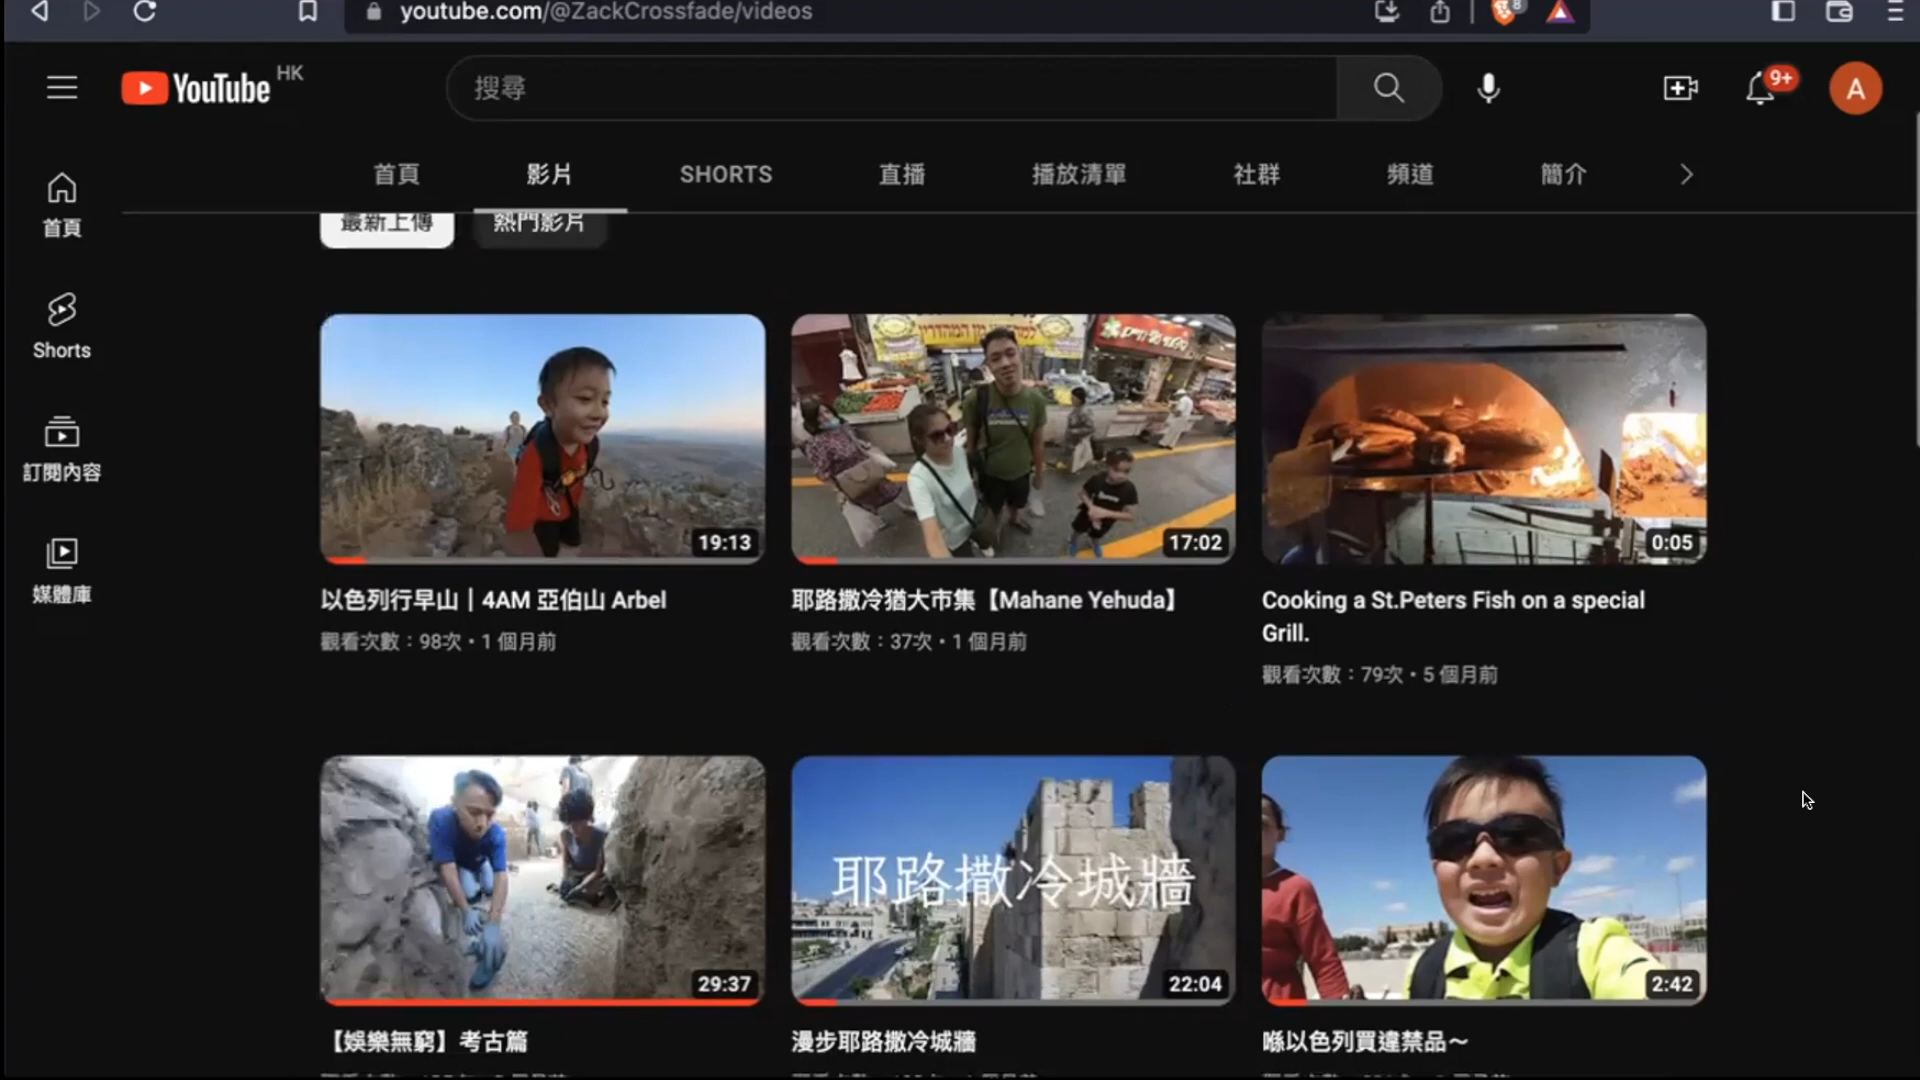 youtube.com/@ZackCrossfade/videos
8
YouTube HK
搜尋
9+
A
首頁
影片
SHORTS
直播
播放清單
社群
頻道
簡介
最新上傳
熱門影片
首頁
Shorts
訂閱內容
媒體庫
19:13
17:02
0:05
以色列行早山｜4AM 亞伯山 Arbel
觀看次數：98次・1 個月前
耶路撒冷猶大市集【Mahane Yehuda】
觀看次數：37次・1 個月前
Cooking a St.Peters Fish on a special
Grill.
觀看次數：79次・5 個月前
29:37
耶路撒冷城牆
22:04
2:42
【娛樂無窮】考古篇
漫步耶路撒冷城牆
喺以色列買違禁品～